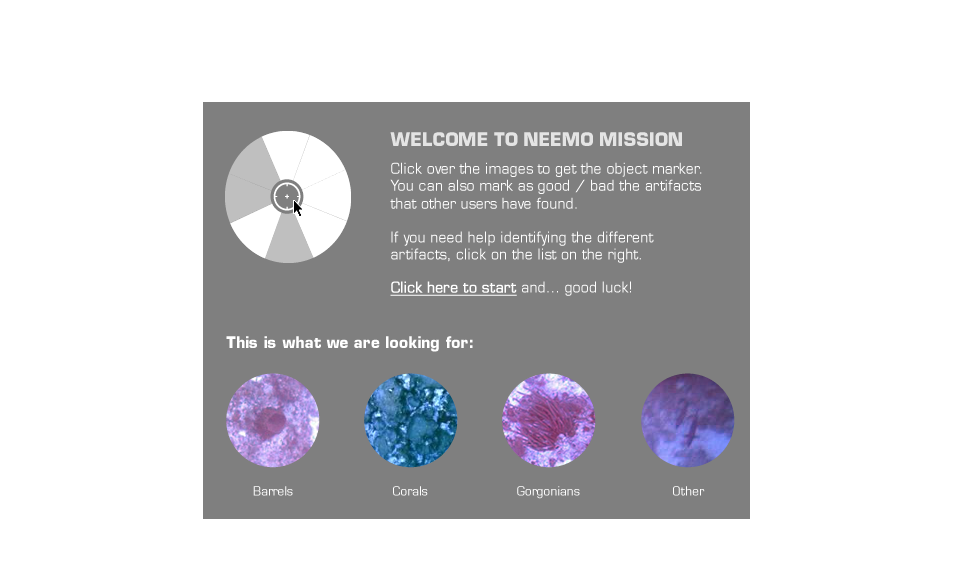 WELCOME TO NEEMO MISSION
Click over the images to get the object marker.
You can also mark as good / bad the artifacts
that other users have found.
If you need help identifying the different
artifacts, click on the list on the right.
Click here to start and... good luck!
This is what we are looking for:
Barrels
Corals
Gorgonians
Other